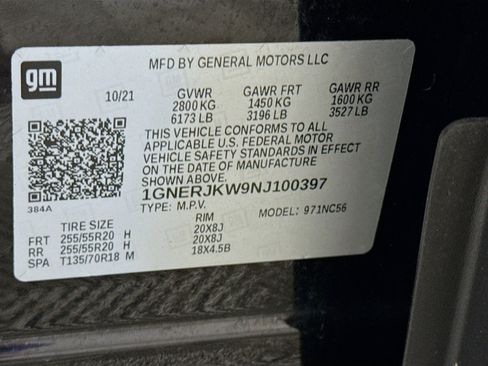 gm
MFD BY GENERAL MOTORS LLC
10/21 GVWR GAWR FRT GAWR RR
2800 KG 1450 KG 1600 KG
6173 LB 3196 LB 3527 LB
THIS VEHICLE CONFORMS TO ALL
APPLICABLE U.S. FEDERAL MOTOR
VEHICLE SAFETY STANDARDS IN EFFECT
ON THE DATE OF MANUFACTURE
SHOWN ABOVE.
384A 1GNERJKW9NJ100397
TYPE: M.P.V. MODEL: 971NC56
TIRE SIZE RIM
FRT 255/55R20 H 20X8J
RR 255/55R20 H 20X8J
SPA T135/70R18 M 18X4.5B